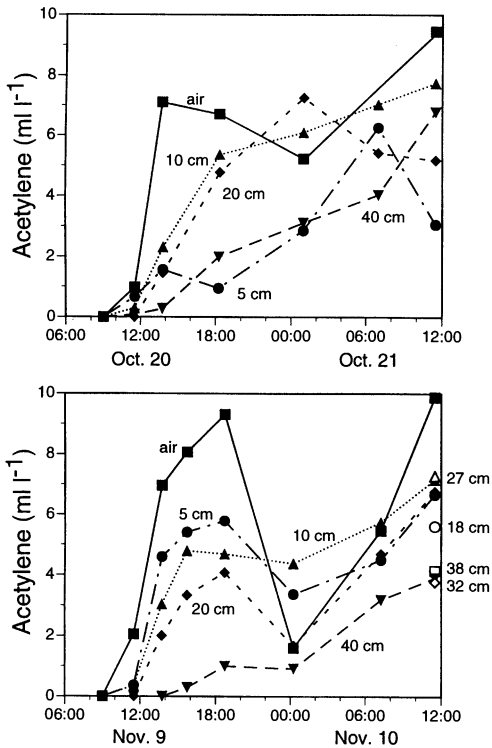 10
8
6
4
2
0
Acetylene (ml l-1)
air
10 cm
20 cm
40 cm
5 cm
06:00 12:00 18:00 00:00 06:00 12:00
Oct. 20 Oct. 21
10
8
6
4
2
0
Acetylene (ml l-1)
air
5 cm
10 cm
20 cm
40 cm
27 cm
18 cm
38 cm
32 cm
06:00 12:00 18:00 00:00 06:00 12:00
Nov. 9 Nov. 10